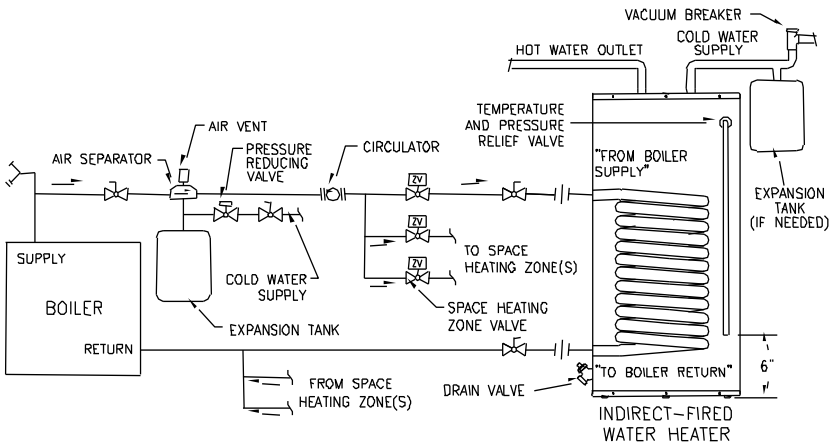 VACUUM BREAKER
COLD WATER
SUPPLY
HOT WATER OUTLET
TEMPERATURE
AND PRESSURE
RELIEF VALVE
AIR VENT
PRESSURE
REDUCING
VALVE
CIRCULATOR
AIR SEPARATOR
"FROM BOILER
SUPPLY"
EXPANSION
TANK
(IF NEEDED)
ZV
ZV
ZV
TO SPACE
HEATING ZONE(S)
SUPPLY
BOILER
RETURN
COLD WATER
SUPPLY
EXPANSION TANK
SPACE HEATING
ZONE VALVE
FROM SPACE
HEATING ZONE(S)
DRAIN VALVE
"TO BOILER RETURN"
6"
INDIRECT-FIRED
WATER HEATER